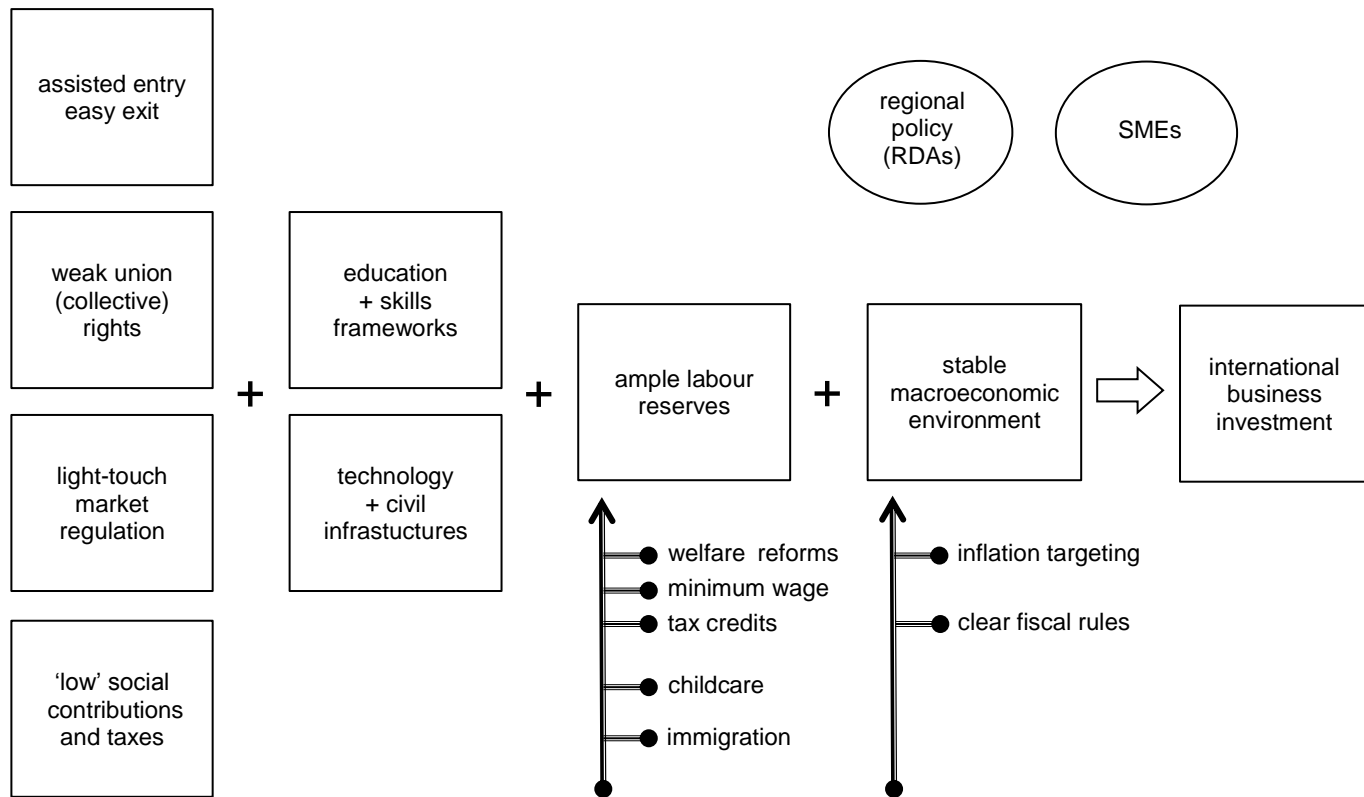 assisted entry
easy exit
regional
policy
(RDAs)
SMEs
weak union
(collective)
rights
education
+ skills
frameworks
light-touch
market
regulation
technology
+ civil
infrastuctures
‘low’ social
contributions
and taxes
+
+
ample labour
reserves
+
stable
macroeconomic
environment
international
business
investment
welfare reforms
minimum wage
tax credits
childcare
immigration
inflation targeting
clear fiscal rules